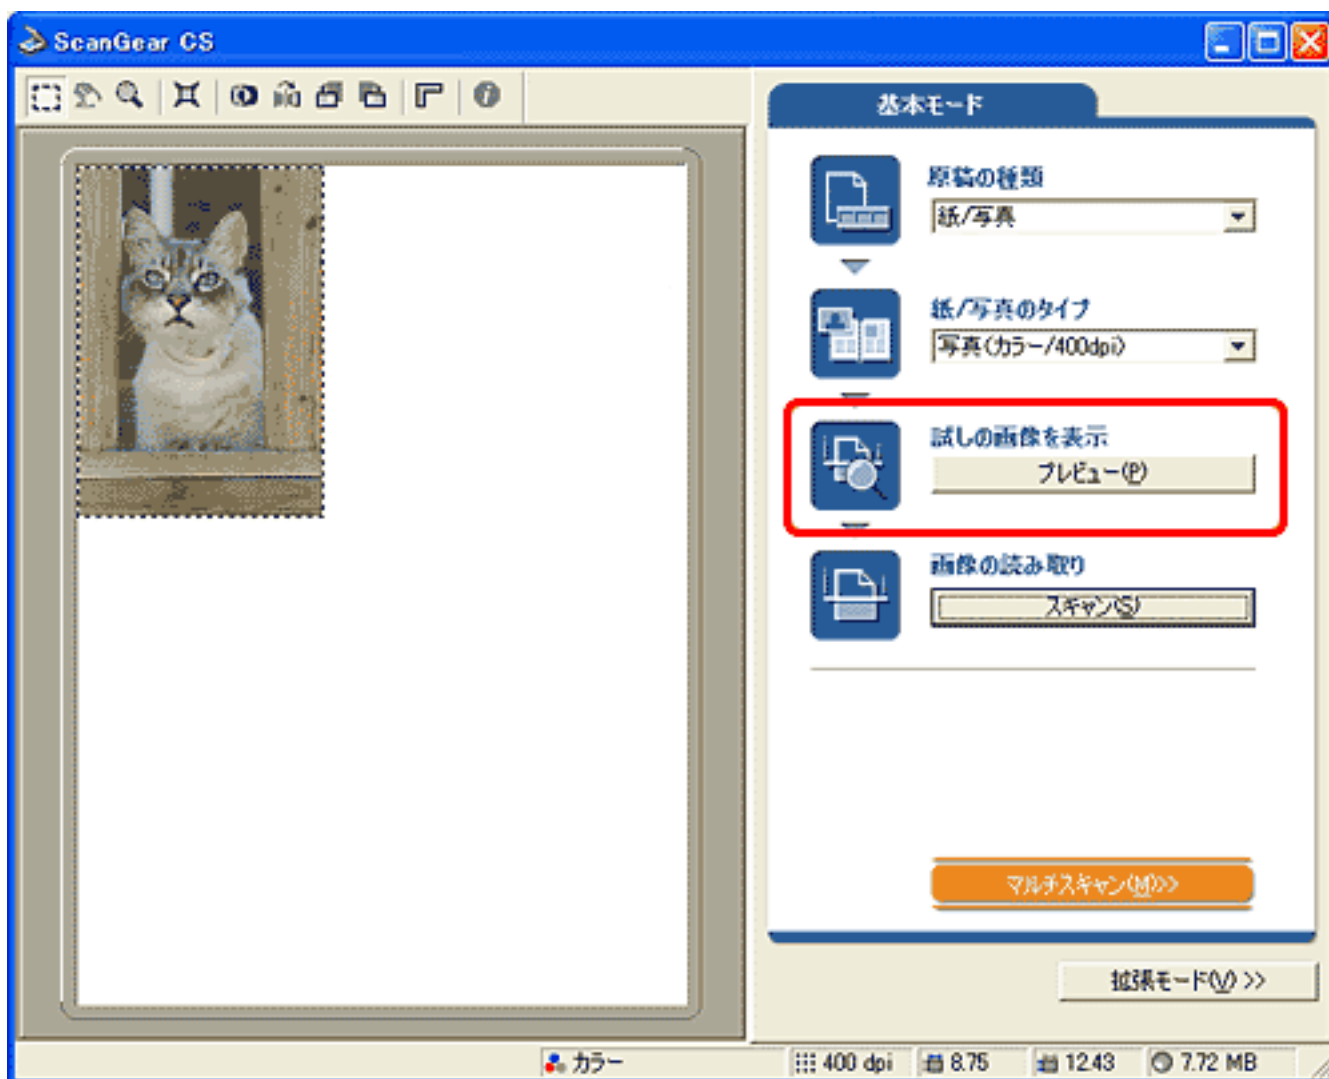 ScanGear CS
基本モード
原稿の種類
紙/写真
紙/写真のタイプ
写真(カラー/400dpi)
試しの画像を表示
プレビュー(P)
画像の読み取り
スキャン(S)
マルチスキャン(M)>>
拡張モード(V) >>
カラー
400 dpi
8.75
12.43
7.72 MB